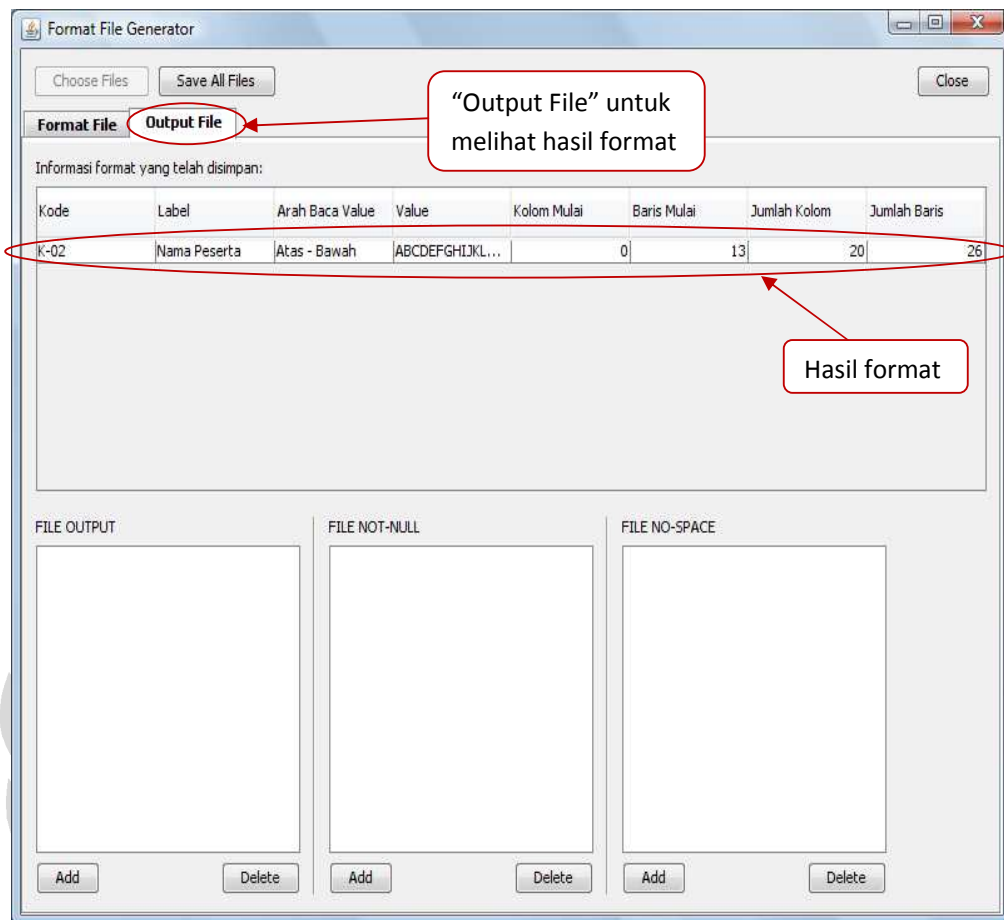 Format File Generator
Choose Files Save All Files Close
“Output File” untuk
melihat hasil format
Format File Output File
Informasi format yang telah disimpan:
Kode Label Arah Baca Value Value Kolom Mulai Baris Mulai Jumlah Kolom Jumlah Baris
K-02 Nama Peserta Atas - Bawah ABCDEFGHIJKL... 0 13 20 26
Hasil format
FILE OUTPUT FILE NOT-NULL FILE NO-SPACE
Add Delete Add Delete Add Delete